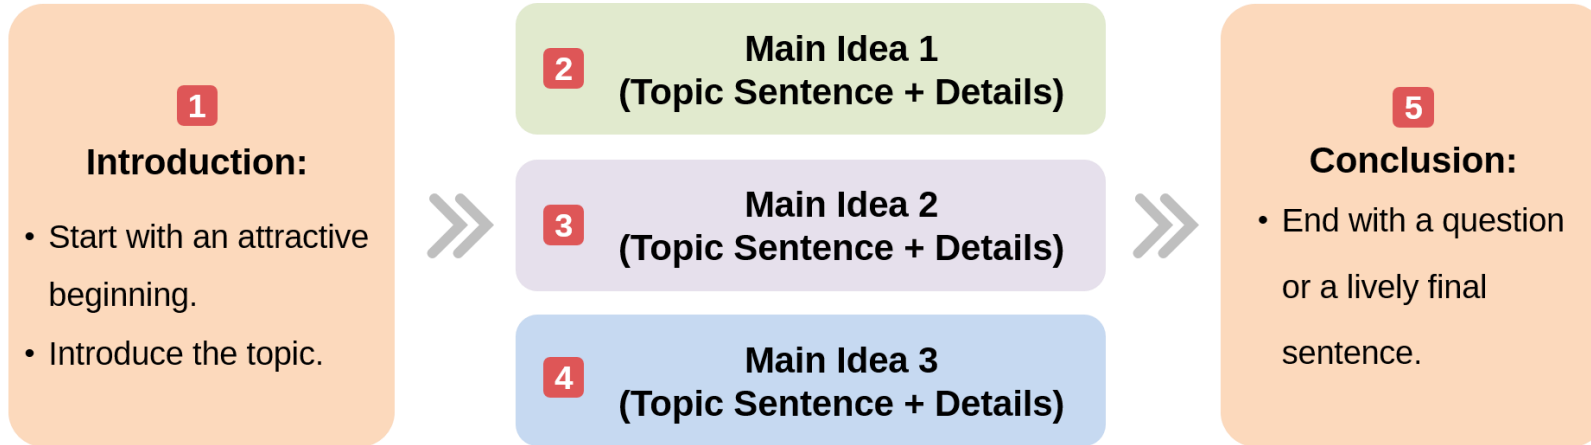 1
Introduction:
• Start with an attractive
beginning.
• Introduce the topic.
2
Main Idea 1
(Topic Sentence + Details)
3
Main Idea 2
(Topic Sentence + Details)
4
Main Idea 3
(Topic Sentence + Details)
5
Conclusion:
• End with a question
or a lively final
sentence.